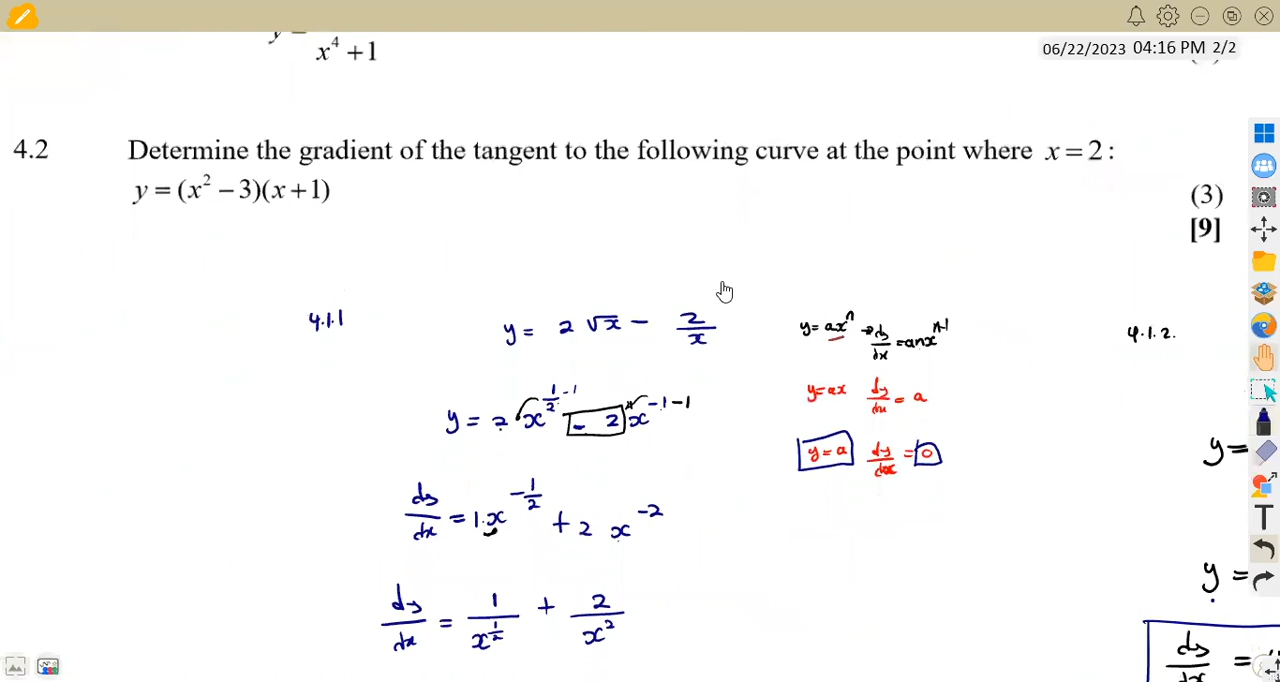 x⁴ + 1
06/22/2023 04:16 PM 2/2
4.2 Determine the gradient of the tangent to the following curve at the point where x = 2 :
y = (x² − 3)(x + 1)
(3)
[9]
4.1.1
y = 2 √x − 2/x
y = 2 x^(1/2 - 1) - 2 x^(-1 - 1)
dy/dx = 1.x^(-1/2) + 2 x^(-2)
dy/dx = 1/x^(1/2) + 2/x²
y = ax^n → dy/dx = anx^(n-1)
y = ax dy/dx = a
y = a dy/dx = 0
4.1.2.
y =
y =
dy/dx =
T